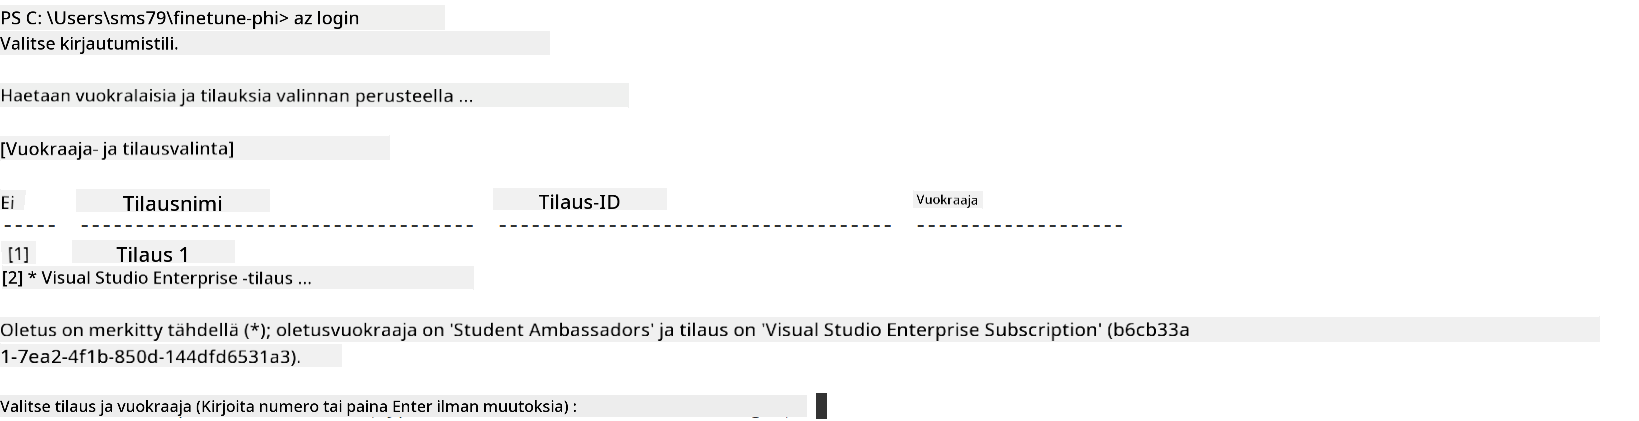 PS C: \Users\sms79\finetune-phi> az login
Valitse kirjautumistili.
Haetaan vuokralaisia ja tilauksia valinnan perusteella ...
[Vuokraaja- ja tilausvalinta]
Ei Tilausnimi Tilaus-ID Vuokraaja
----- ---------------------------------- ---------------------------------- ------------------
[1] Tilaus 1
[2] * Visual Studio Enterprise -tilaus ...
Oletus on merkitty tähdellä (*); oletusvuokraaja on 'Student Ambassadors' ja tilaus on 'Visual Studio Enterprise Subscription' (b6cb33a
1-7ea2-4f1b-850d-144dfd6531a3).
Valitse tilaus ja vuokraaja (Kirjoita numero tai paina Enter ilman muutoksia) :